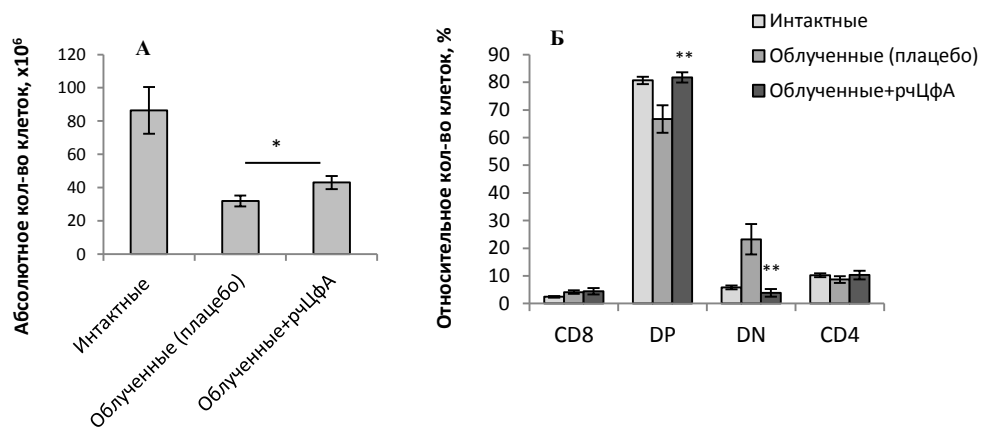 А
Абсолютное кол-во клеток, х10⁶
120
100
80
60
40
20
0
*
Интактные
Облученные (плацебо)
Облученные+рчЦфА
Б
Относительное кол-во клеток, %
90
80
70
60
50
40
30
20
10
0
**
**
CD8
DP
DN
CD4
Интактные
Облученные (плацебо)
Облученные+рчЦфА